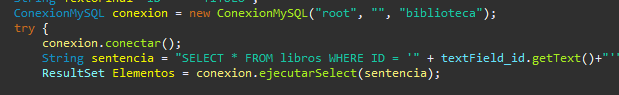 ConexionMySQL conexion = new ConexionMySQL("root", "", "biblioteca");
try {
conexion.conectar();
String sentencia = "SELECT * FROM libros WHERE ID = '" + textField_id.getText()+"'"
ResultSet Elementos = conexion.ejecutarSelect(sentencia);